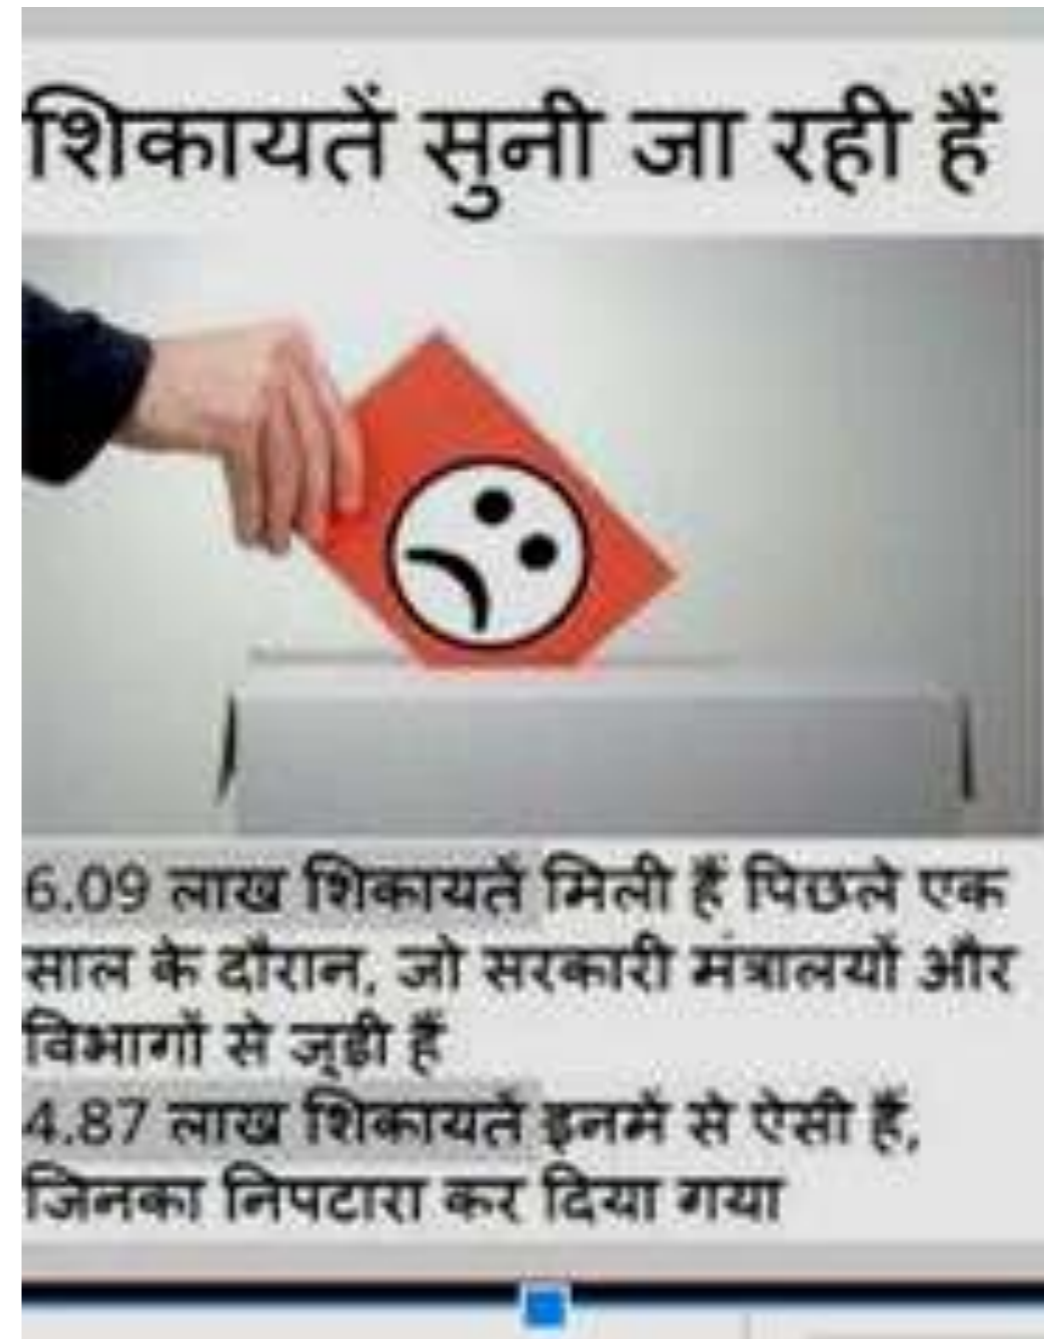 शिकायतें सुनी जा रही हैं
6.09 लाख शिकायतें मिली हैं पिछले एक
साल के दौरान, जो सरकारी मंत्रालयों और
विभागों से जुड़ी हैं
4.87 लाख शिकायतें इनमें से ऐसी हैं,
जिनका निपटारा कर दिया गया